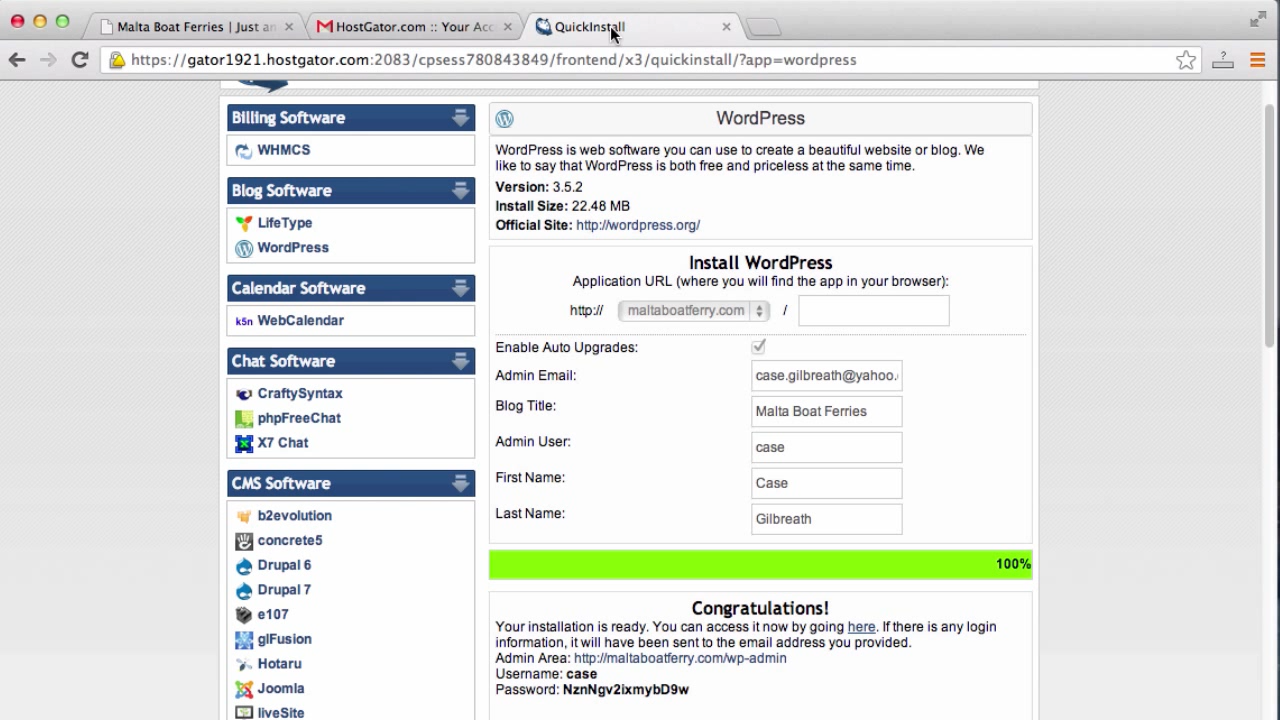 Malta Boat Ferries | Just an
HostGator.com :: Your Acc
QuickInstall
https://gator1921.hostgator.com:2083/cpsess780843849/frontend/x3/quickinstall/?app=wordpress
Billing Software
WHMCS
Blog Software
LifeType
WordPress
Calendar Software
k5n WebCalendar
Chat Software
CraftySyntax
phpFreeChat
X7 Chat
CMS Software
b2evolution
concrete5
Drupal 6
Drupal 7
e107
glFusion
Hotaru
Joomla
liveSite
WordPress
WordPress is web software you can use to create a beautiful website or blog. We
like to say that WordPress is both free and priceless at the same time.
Version: 3.5.2
Install Size: 22.48 MB
Official Site: http://wordpress.org/
Install WordPress
Application URL (where you will find the app in your browser):
http:// maltaboatferry.com /
Enable Auto Upgrades:
Admin Email: case.gilbreath@yahoo.
Blog Title: Malta Boat Ferries
Admin User: case
First Name: Case
Last Name: Gilbreath
100%
Congratulations!
Your installation is ready. You can access it now by going here. If there is any login
information, it will have been sent to the email address you provided.
Admin Area: http://maltaboatferry.com/wp-admin
Username: case
Password: NznNgv2ixmybD9w